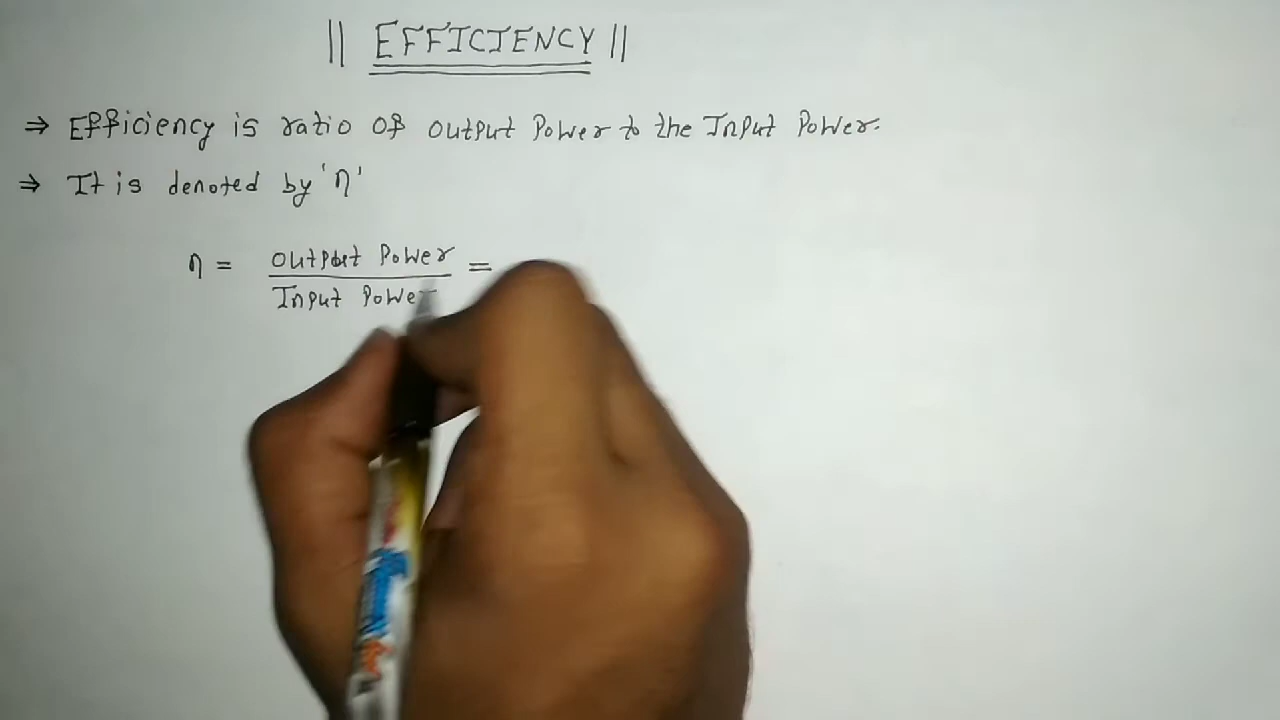 || EFFICIENCY ||
⇒ Efficiency is ratio of output Power to the Input Power.
⇒ It is denoted by 'η'
η = Output Power / Input Power =